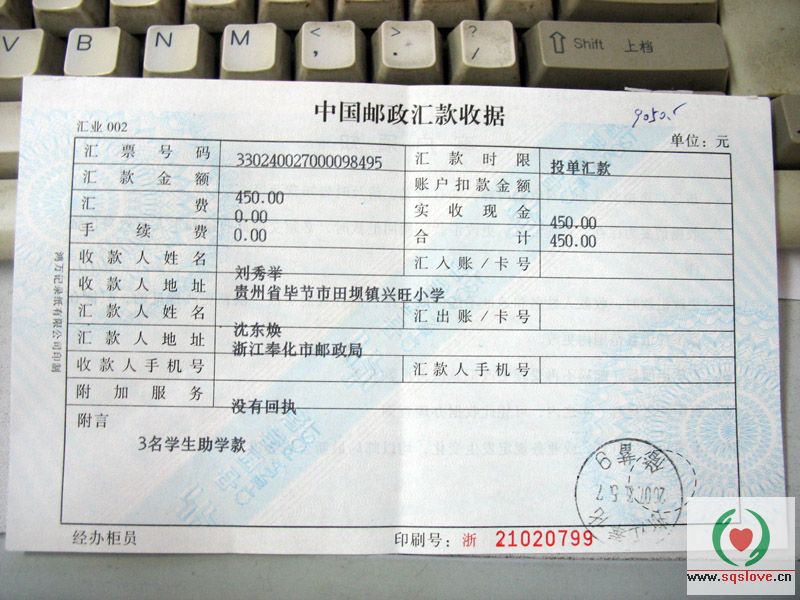 V B N M < , > . ? / Shift 上档
中国邮政汇款收据
9050.5
汇业 002
单位：元
汇票号码 330240027000098495 汇款时限 投单汇款
汇款金额 450.00 账户扣款金额
汇费 0.00 实收现金 450.00
手续费 0.00 合计 450.00
收款人姓名 刘秀举 汇入账/卡号
收款人地址 贵州省毕节市田坝镇兴旺小学
汇款人姓名 沈东焕 汇出账/卡号
汇款人地址 浙江奉化市邮政局
收款人手机号 汇款人手机号
附加服务 没有回执
附言
3名学生助学款
CHINA POST
经办柜员 印刷号：浙 21020799
www.sqslove.cn